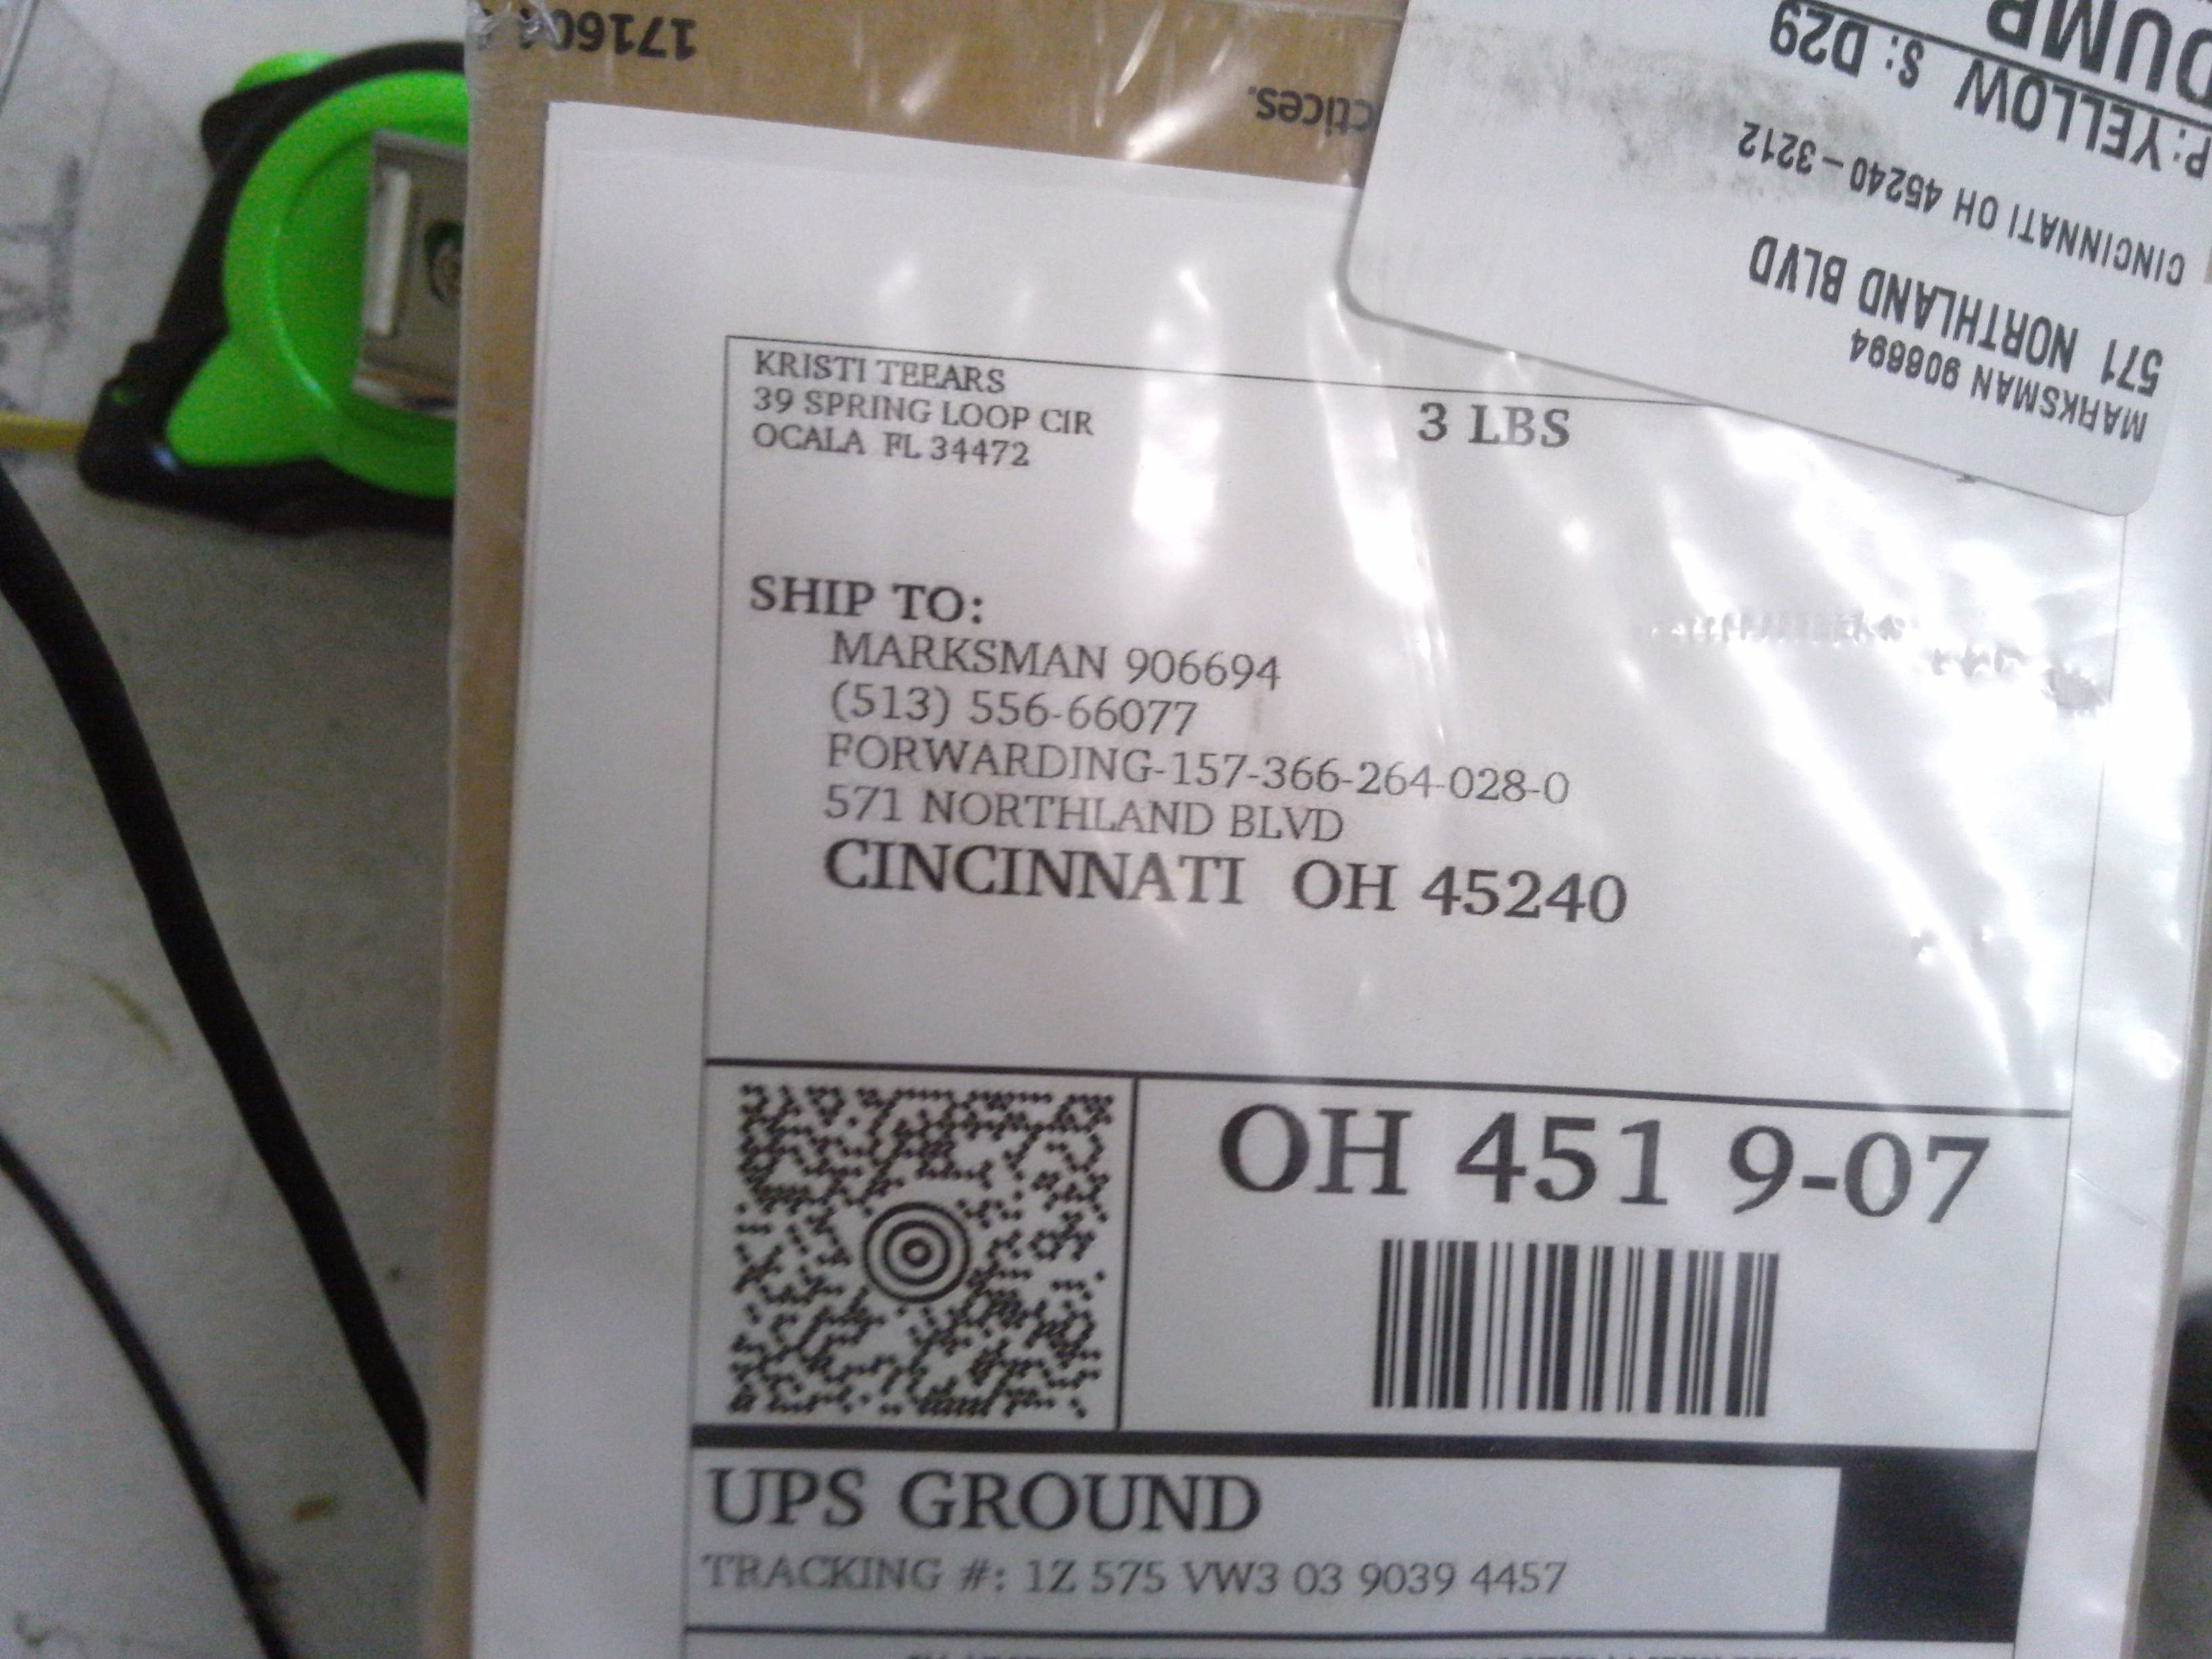 171604
ctices.
DUMP
P: YELLOW S: D29
CINCINNATI OH 45240-3212
571 NORTHLAND BLVD
MARKSMAN 906694
KRISTI TEEARS
39 SPRING LOOP CIR
OCALA FL 34472
3 LBS
SHIP TO:
MARKSMAN 906694
(513) 556-66077
FORWARDING-157-366-264-028-0
571 NORTHLAND BLVD
CINCINNATI OH 45240
OH 451 9-07
UPS GROUND
TRACKING #: 1Z 575 VW3 03 9039 4457